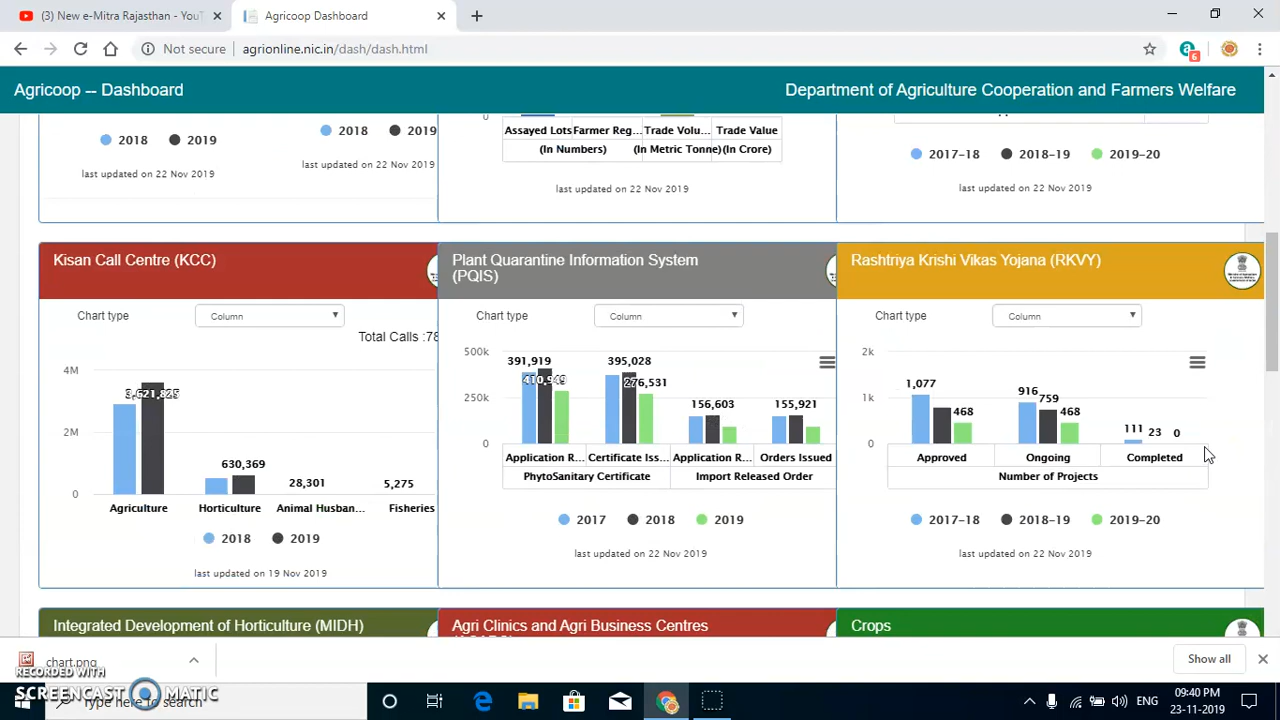 (3) New e-Mitra Rajasthan - YouT
Agricoop Dashboard
Not secure
agrionline.nic.in/dash/dash.html
6
Agricoop -- Dashboard
Department of Agriculture Cooperation and Farmers Welfare
2018 2019
last updated on 22 Nov 2019
2018 2019
last updated on 22 Nov 2019
0
Assayed Lots Farmer Reg... Trade Volu... Trade Value
(In Numbers) (In Metric Tonne) (In Crore)
last updated on 22 Nov 2019
2017-18 2018-19 2019-20
last updated on 22 Nov 2019
Kisan Call Centre (KCC)
Chart type
Column
Total Calls :78
4M
2M
0
3,621,825
630,369
28,301
5,275
Agriculture Horticulture Animal Husban... Fisheries
2018 2019
last updated on 19 Nov 2019
Plant Quarantine Information System
(PQIS)
Chart type
Column
500k
250k
0
391,919
410,949
395,028
276,531
156,603
155,921
Application R... Certificate Iss... Application R... Orders Issued
PhytoSanitary Certificate Import Released Order
2017 2018 2019
last updated on 22 Nov 2019
Rashtriya Krishi Vikas Yojana (RKVY)
Chart type
Column
2k
1k
0
1,077
468
916
759
468
111
23
0
Approved Ongoing Completed
Number of Projects
2017-18 2018-19 2019-20
last updated on 22 Nov 2019
Integrated Development of Horticulture (MIDH)
Agri Clinics and Agri Business Centres
Crops
chart.png
Show all
RECORDED WITH
SCREENCAST MATIC
Type here to search
ENG
09:40 PM
23-11-2019